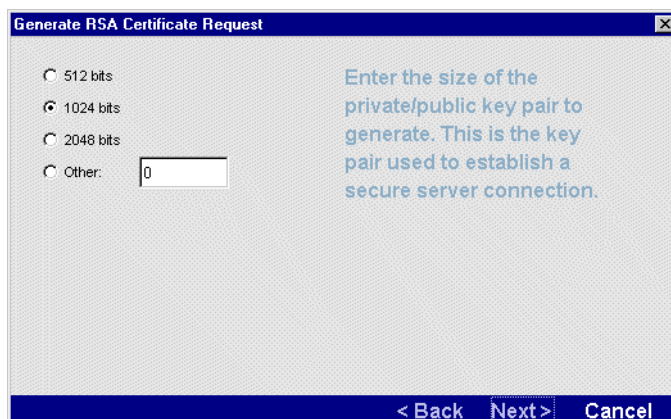 Generate RSA Certificate Request
512 bits
1024 bits
2048 bits
Other: 0
Enter the size of the
private/public key pair to
generate. This is the key
pair used to establish a
secure server connection.
< Back Next > Cancel